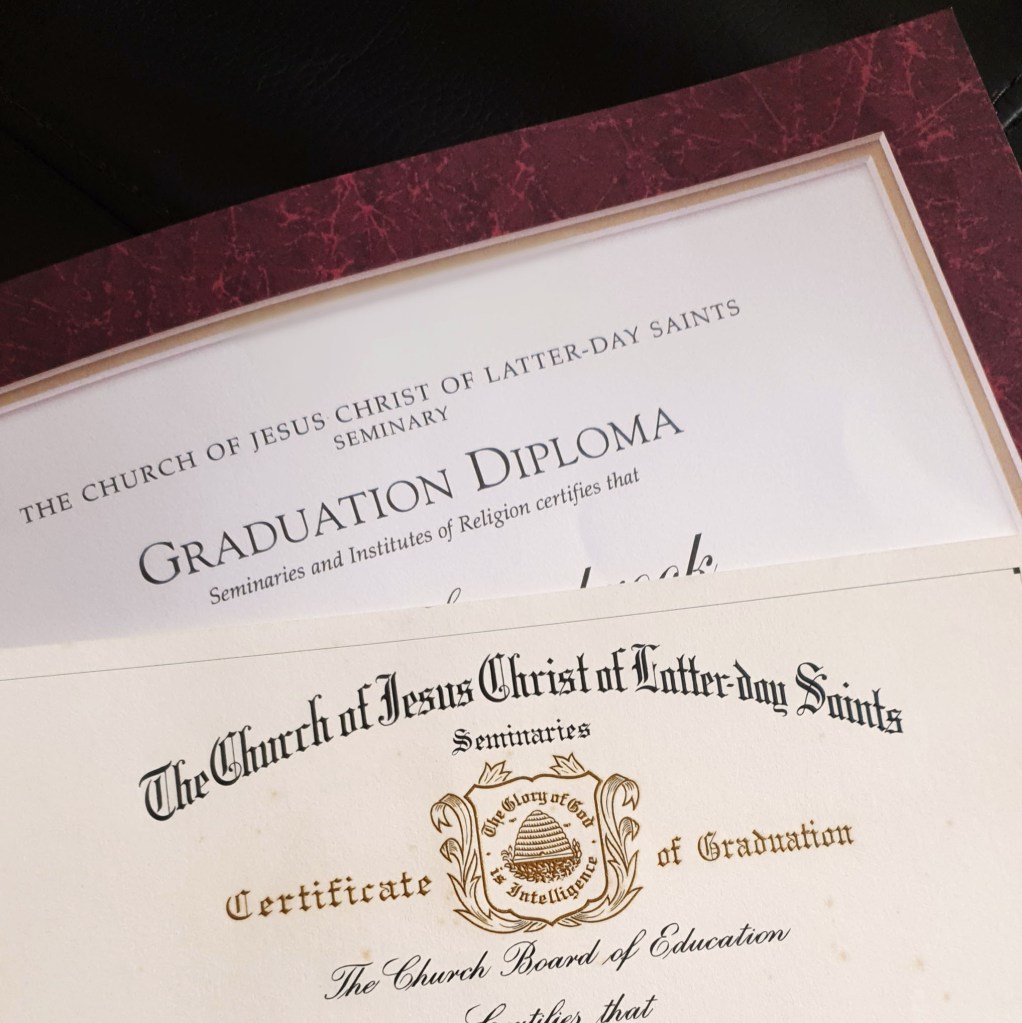 THE CHURCH OF JESUS CHRIST OF LATTER-DAY SAINTS
SEMINARY
GRADUATION DIPLOMA
Seminaries and Institutes of Religion certifies that
The Church of Jesus Christ of Latter-day Saints
Seminaries
The Glory of God
is Intelligence
Certificate of Graduation
The Church Board of Education
Certifies that